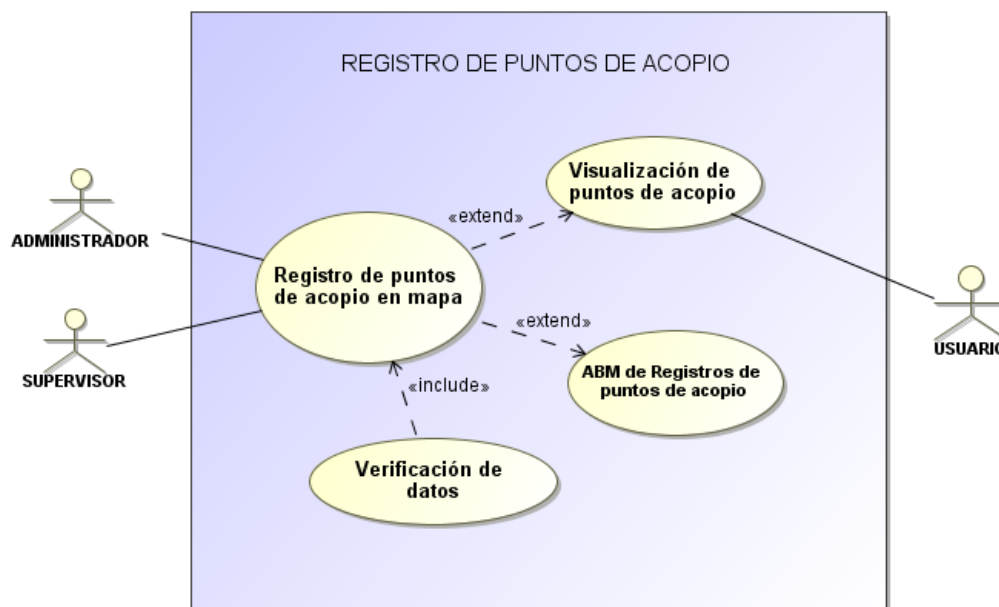 REGISTRO DE PUNTOS DE ACOPIO
Visualización de
puntos de acopio
«extend»
ADMINISTRADOR
Registro de puntos
de acopio en mapa
«extend»
USUARIO
SUPERVISOR
ABM de Registros de
puntos de acopio
«include»
Verificación de
datos